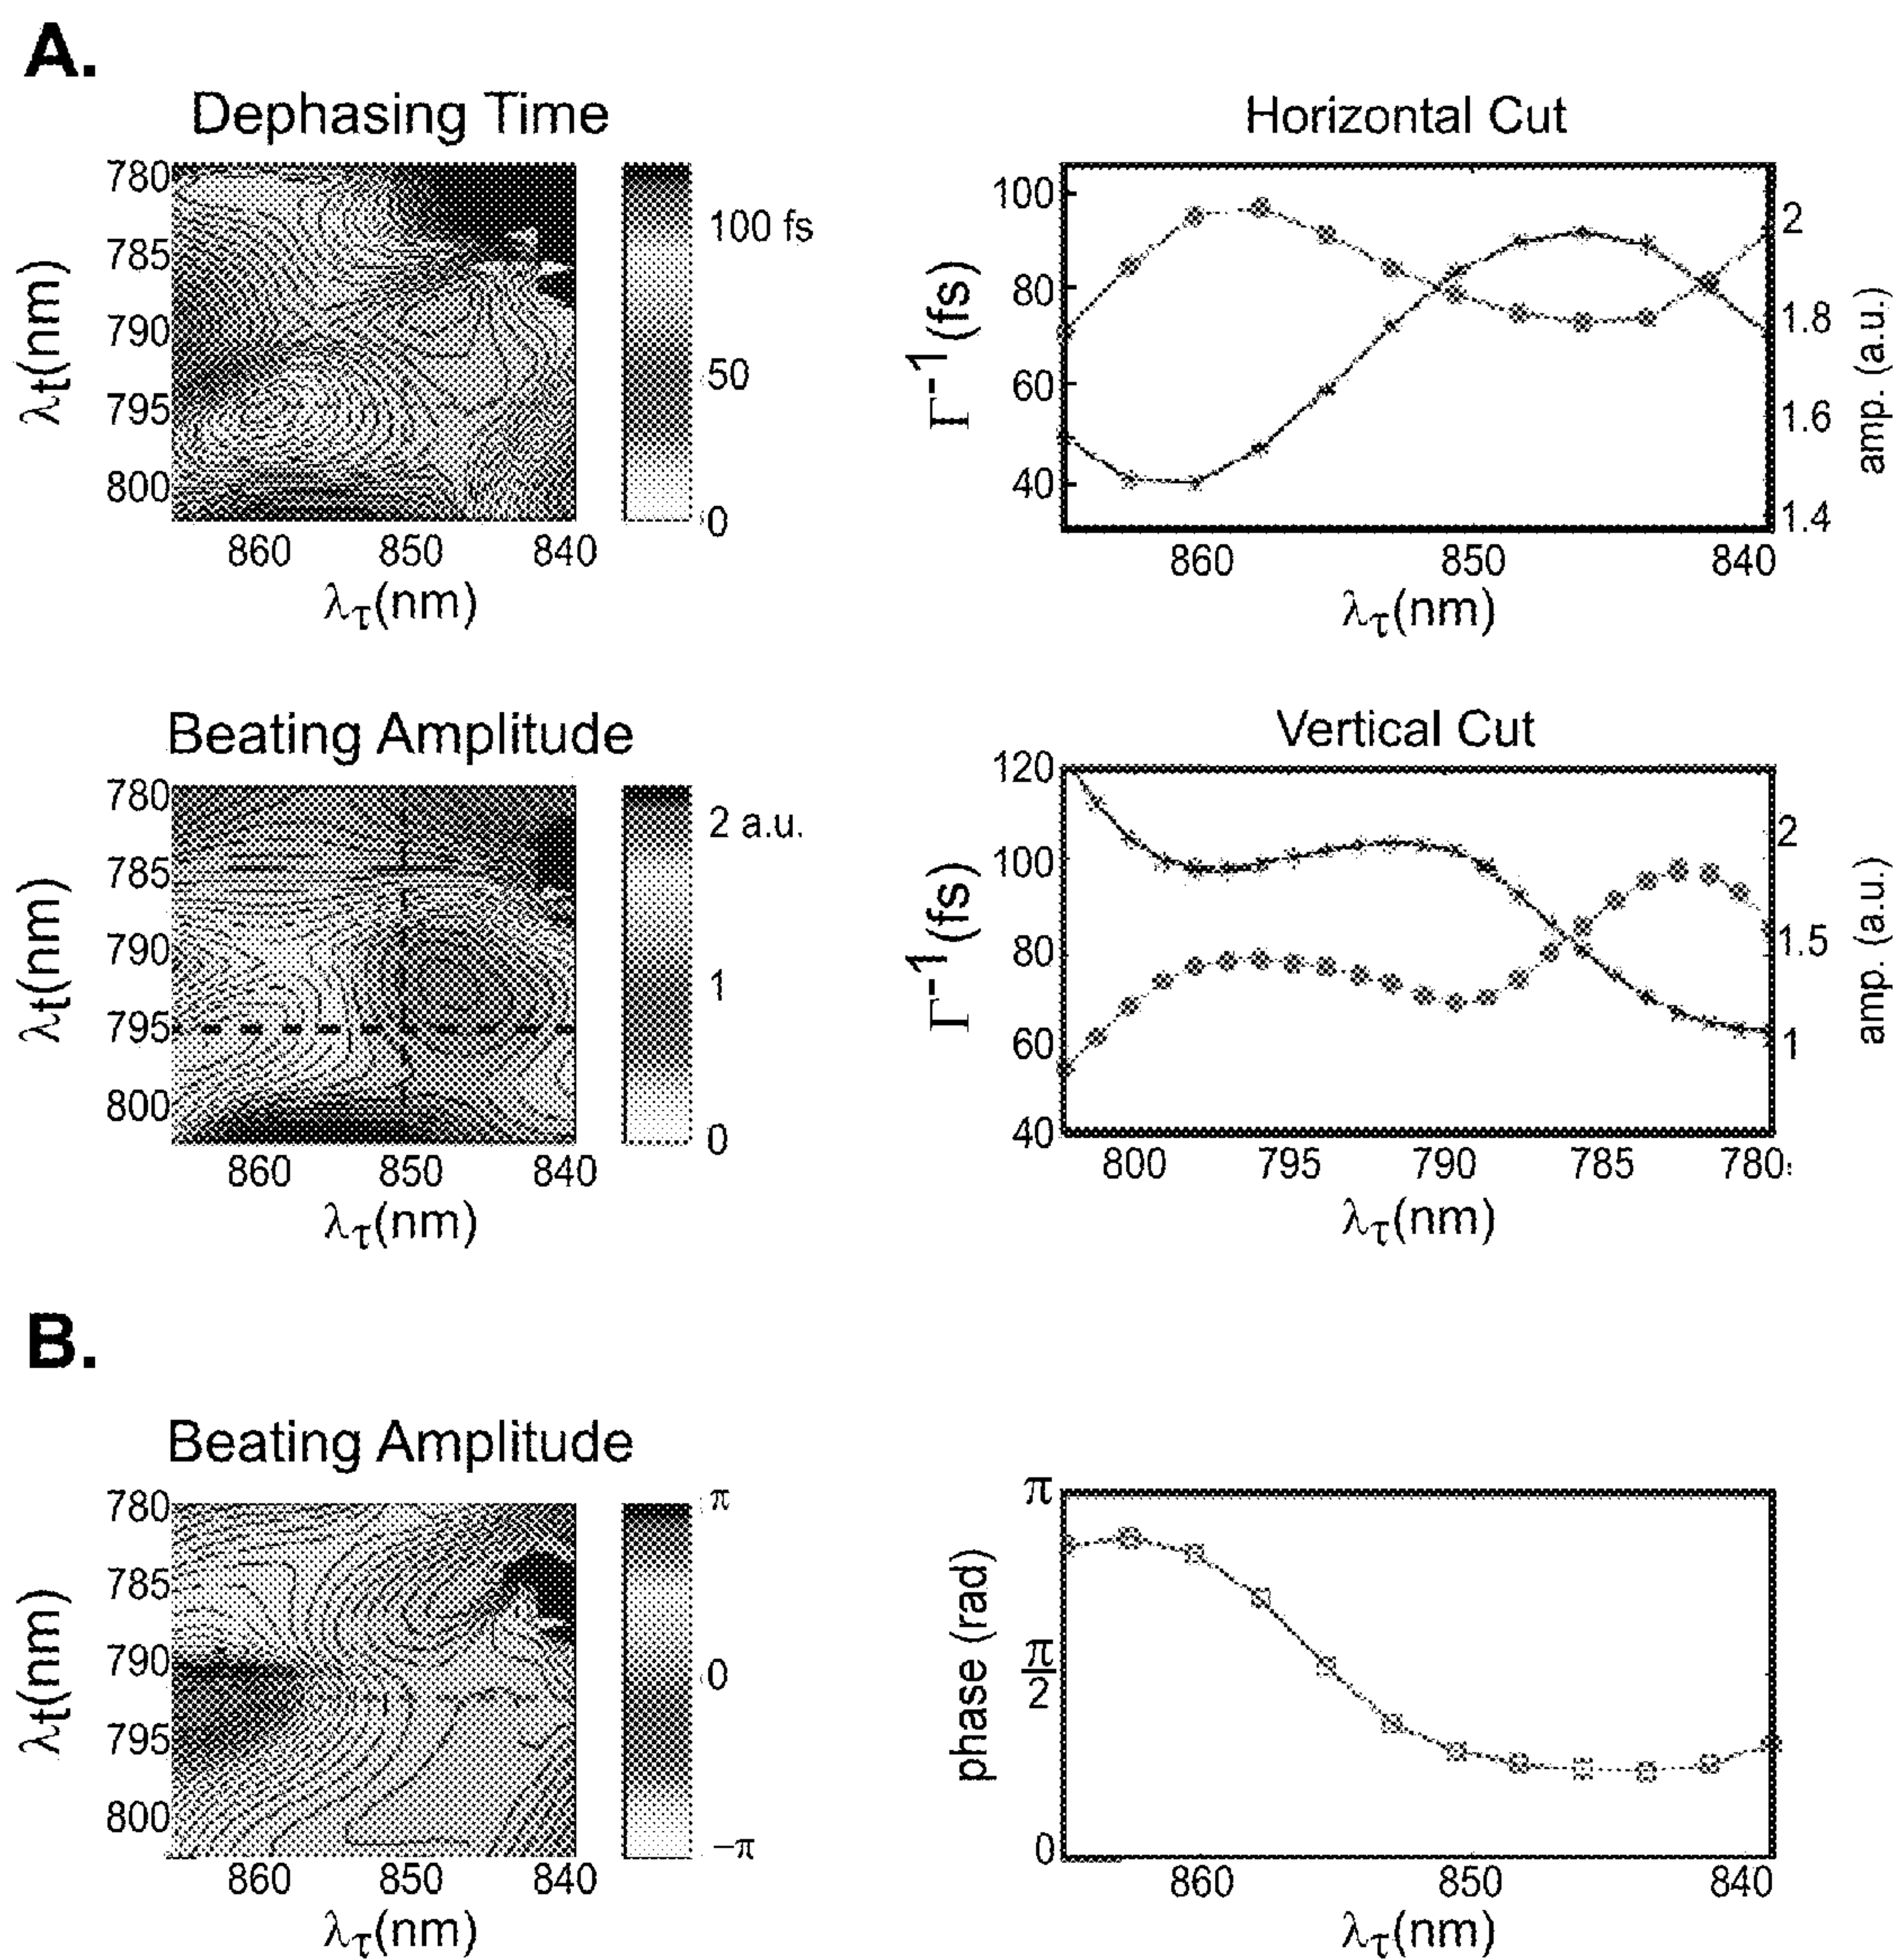 A.
Dephasing Time
780
785
790
795
800
λt(nm)
860 850 840
λτ(nm)
100 fs
50
0
Horizontal Cut
100
80
60
40
Γ-1(fs)
2
1.8
1.6
1.4
amp. (a.u.)
860 850 840
λτ(nm)
Beating Amplitude
780
785
790
795
800
λt(nm)
860 850 840
λτ(nm)
2 a.u.
1
0
Vertical Cut
120
100
80
60
40
Γ-1(fs)
2
1.5
1
amp. (a.u.)
800 795 790 785 780
λτ(nm)
B.
Beating Amplitude
780
785
790
795
800
λt(nm)
860 850 840
λτ(nm)
π
0
−π
π
π/2
0
phase (rad)
860 850 840
λτ(nm)